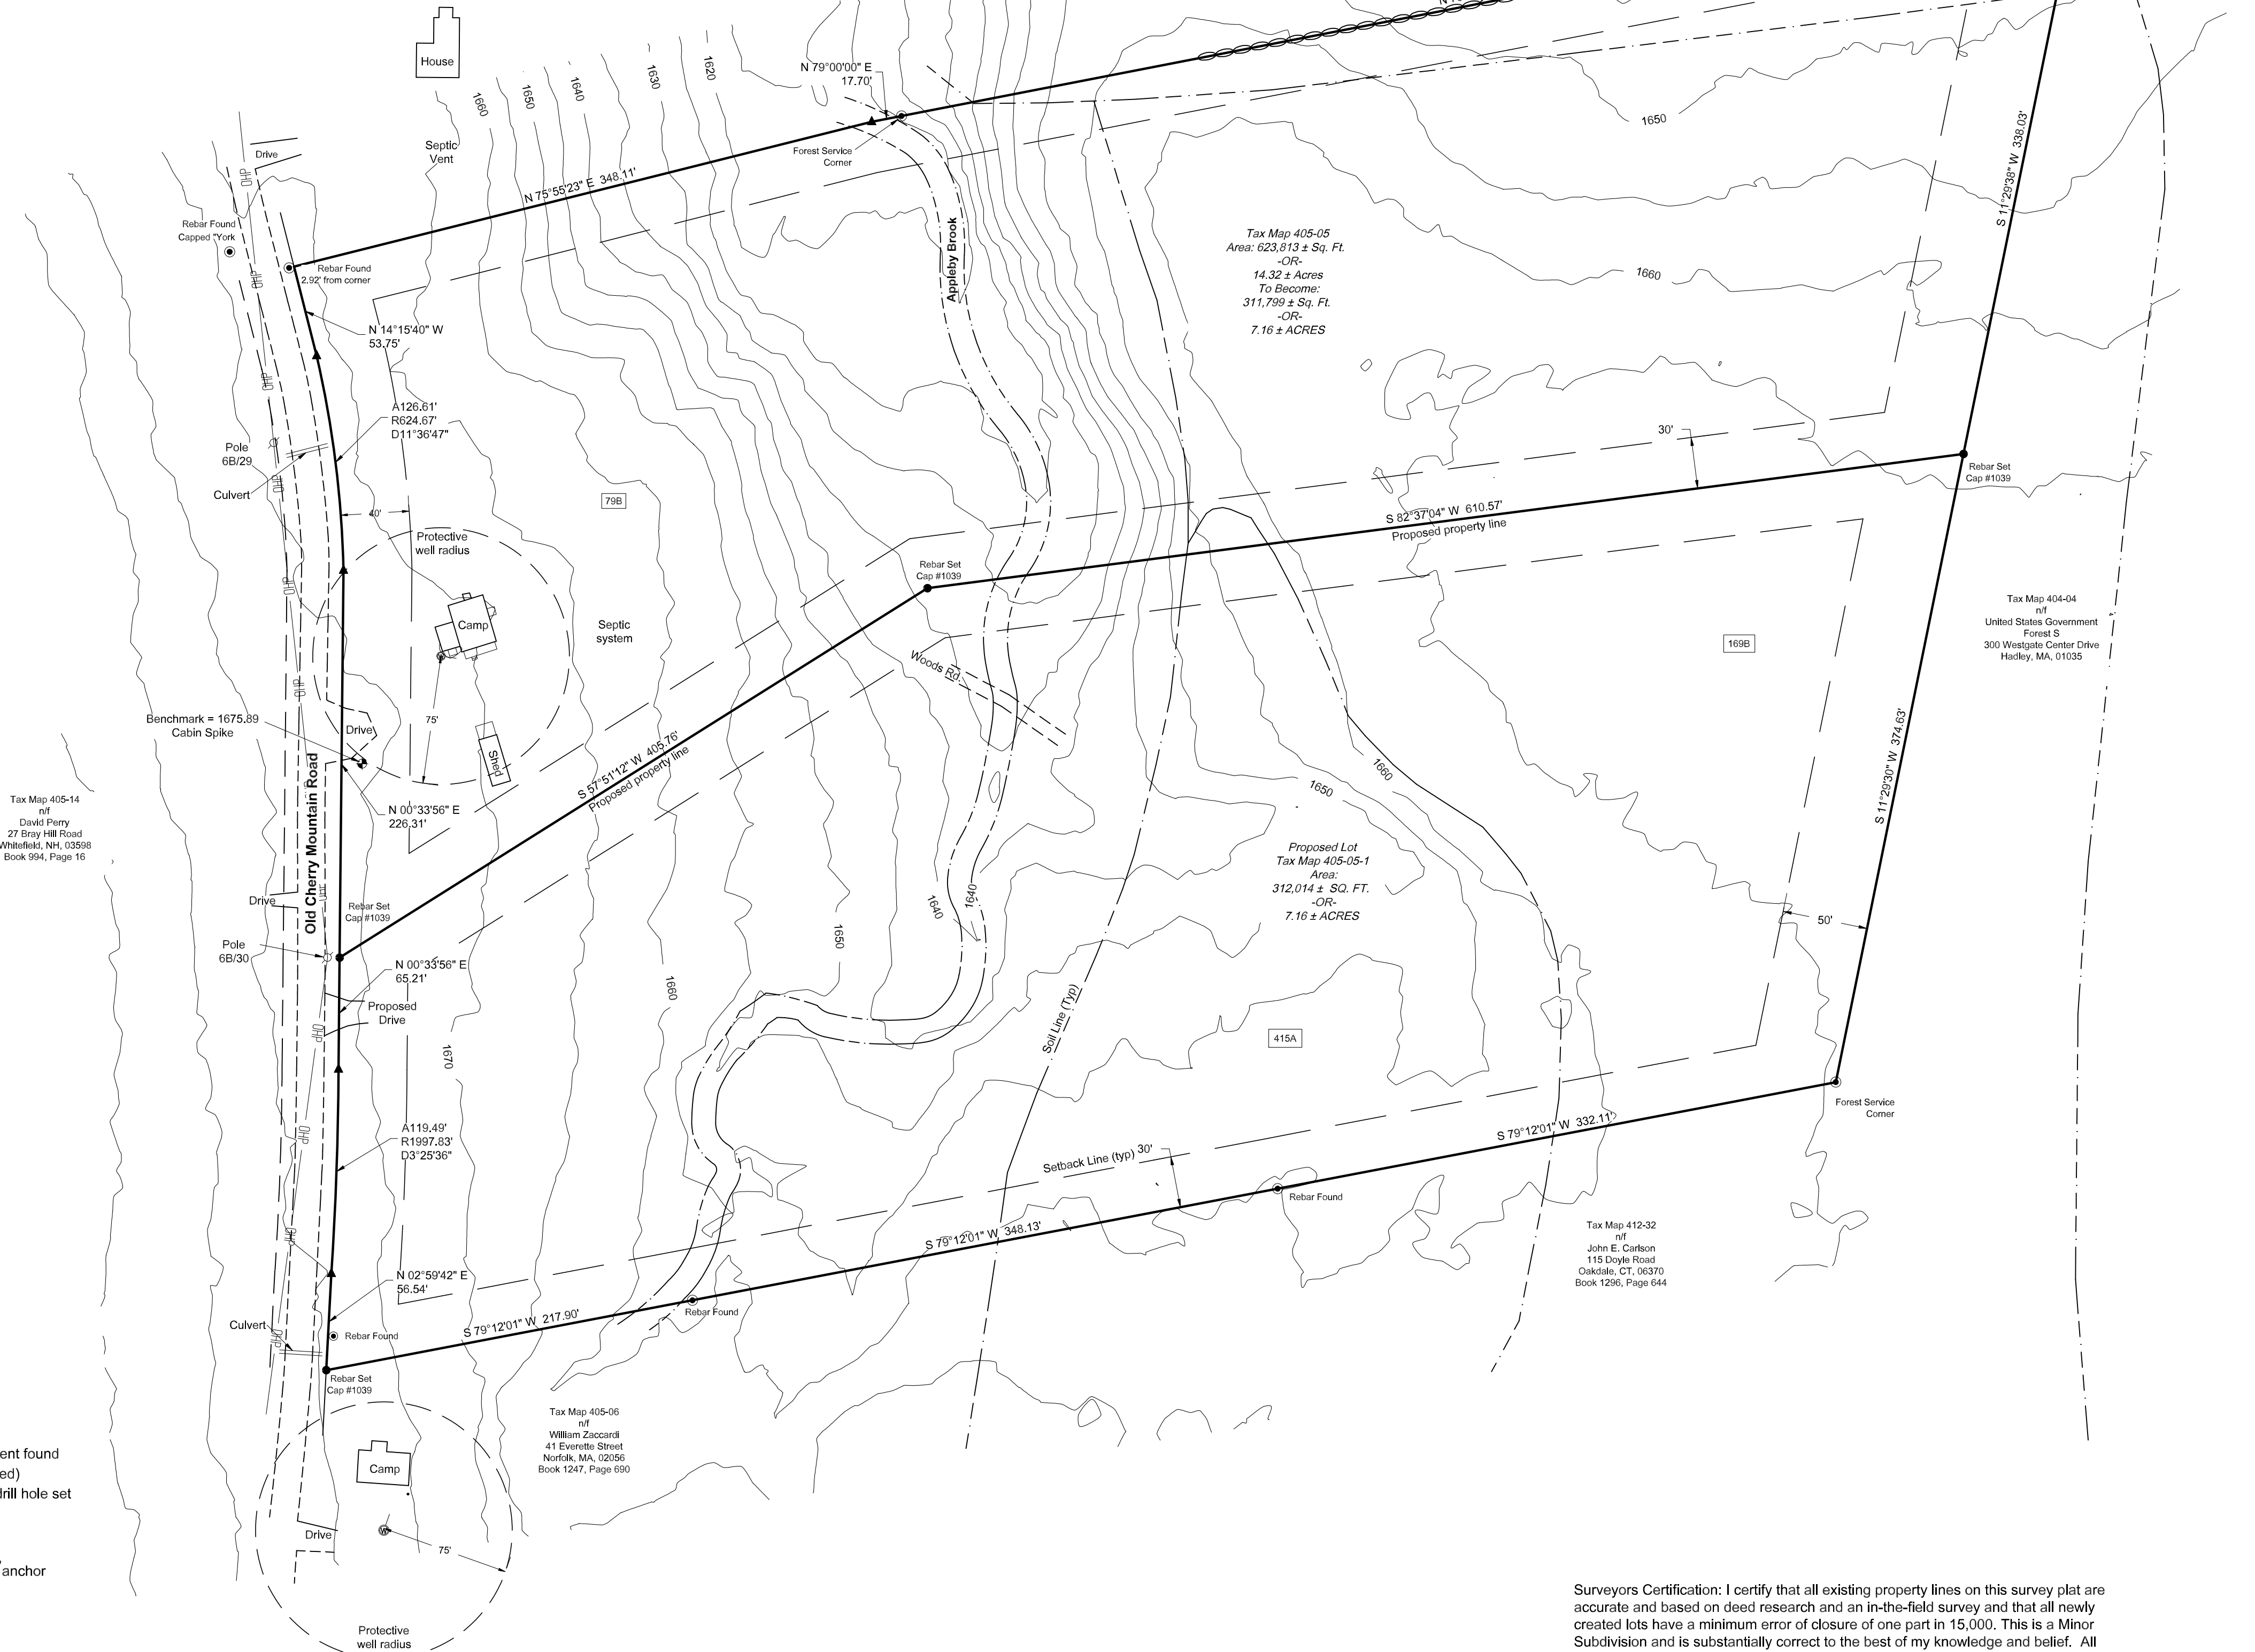 House
N 79°00'00" E
17.70'
1660
1650
1640
1630
1620
Septic
Vent
Forest Service
Corner
Drive
OHP
Rebar Found
Capped "York
N 75°55'23" E 348.11'
Rebar Found
2.92' from corner
Appleby Brook
1650
S 11°29'38" W 338.03'
Tax Map 405-05
Area: 623,813 ± Sq. Ft.
-OR-
14.32 ± Acres
To Become:
311,799 ± Sq. Ft.
-OR-
7.16 ± ACRES
1660
OHP
N 14°15'40" W
53.75'
OHP
A126.61'
R624.67'
D11°36'47"
Pole
6B/29
Culvert
OHP
40'
79B
30'
Rebar Set
Cap #1039
S 82°37'04" W 610.57'
Proposed property line
Protective
well radius
Rebar Set
Cap #1039
OHP
Camp
Septic
system
Tax Map 404-04
n/f
United States Government
Forest S
300 Westgate Center Drive
Hadley, MA, 01035
169B
Woods Rd.
OHP
Benchmark = 1675.89
Cabin Spike
75'
Drive
Shed
S 57°51'12" W 405.76'
Proposed property line
S 11°29'30" W 374.63'
1660
1650
Old Cherry Mountain Road
N 00°33'56" E
226.31'
Tax Map 405-14
n/f
David Perry
27 Bray Hill Road
Whitefield, NH, 03598
Book 994, Page 16
Proposed Lot
Tax Map 405-05-1
Area:
312,014 ± SQ. FT.
-OR-
7.16 ± ACRES
Drive
Rebar Set
Cap #1039
1640
1640
1650
50'
Pole
6B/30
N 00°33'56" E
65.21'
1660
Proposed
Drive
OHP
1670
Soil Line (Typ)
415A
Forest Service
Corner
OHP
A119.49'
R1997.83'
D3°25'36"
S 79°12'01" W 332.11'
Setback Line (typ) 30'
Rebar Found
S 79°12'01" W 348.13'
OHP
N 02°59'42" E
56.54'
Tax Map 412-32
n/f
John E. Carlson
115 Doyle Road
Oakdale, CT, 06370
Book 1296, Page 644
Culvert
OHP
Rebar Found
S 79°12'01" W 217.90'
Rebar Found
Rebar Set
Cap #1039
Tax Map 405-06
n/f
William Zaccardi
41 Everette Street
Norfolk, MA, 02056
Book 1247, Page 690
ent found
ed)
drill hole set
Camp
W
Drive
75'
anchor
Protective
well radius
Surveyors Certification: I certify that all existing property lines on this survey plat are
accurate and based on deed research and an in-the-field survey and that all newly
created lots have a minimum error of closure of one part in 15,000. This is a Minor
Subdivision and is substantially correct to the best of my knowledge and belief. All